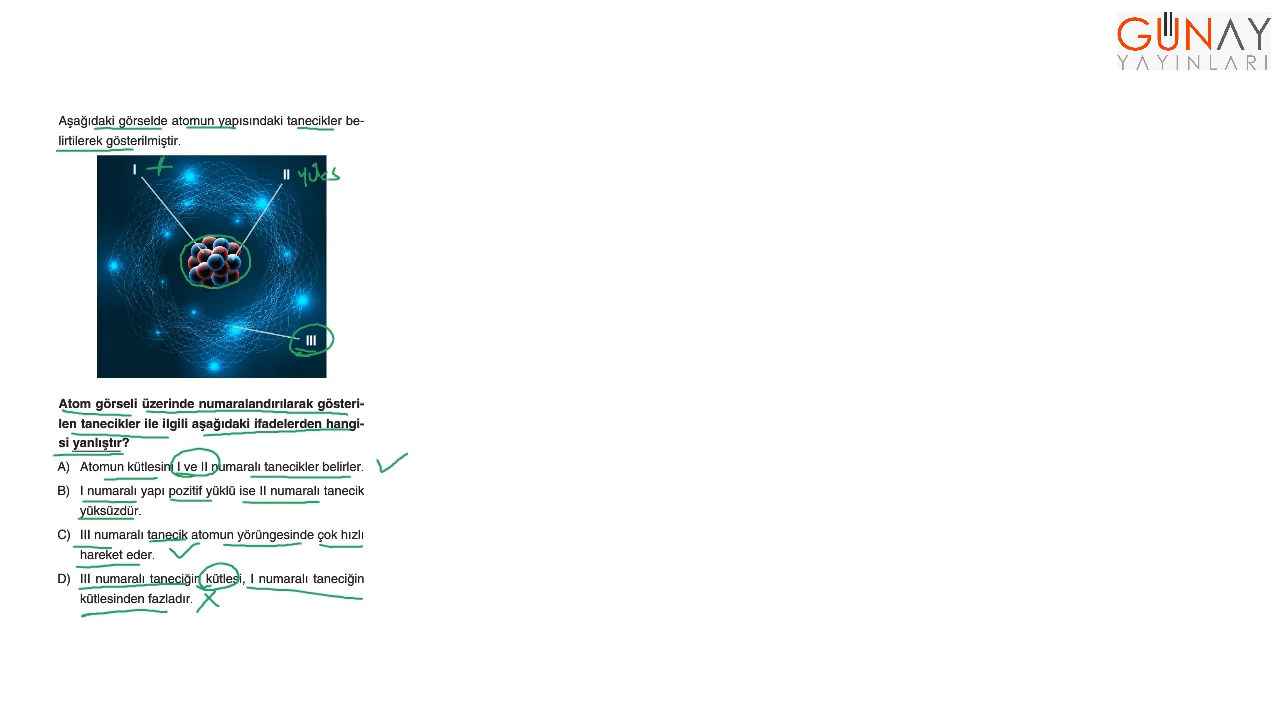 GÜNAY
YAYINLARI
Aşağıdaki görselde atomun yapısındaki tanecikler be-
lirtilerek gösterilmiştir.
I +
II yüks
III
Atom görseli üzerinde numaralandırılarak gösteri-
len tanecikler ile ilgili aşağıdaki ifadelerden hangi-
si yanlıştır?
A) Atomun kütlesini I ve II numaralı tanecikler belirler.
B) I numaralı yapı pozitif yüklü ise II numaralı tanecik
yüksüzdür.
C) III numaralı tanecik atomun yörüngesinde çok hızlı
hareket eder.
D) III numaralı taneciğin kütlesi, I numaralı taneciğin
kütlesinden fazladır.